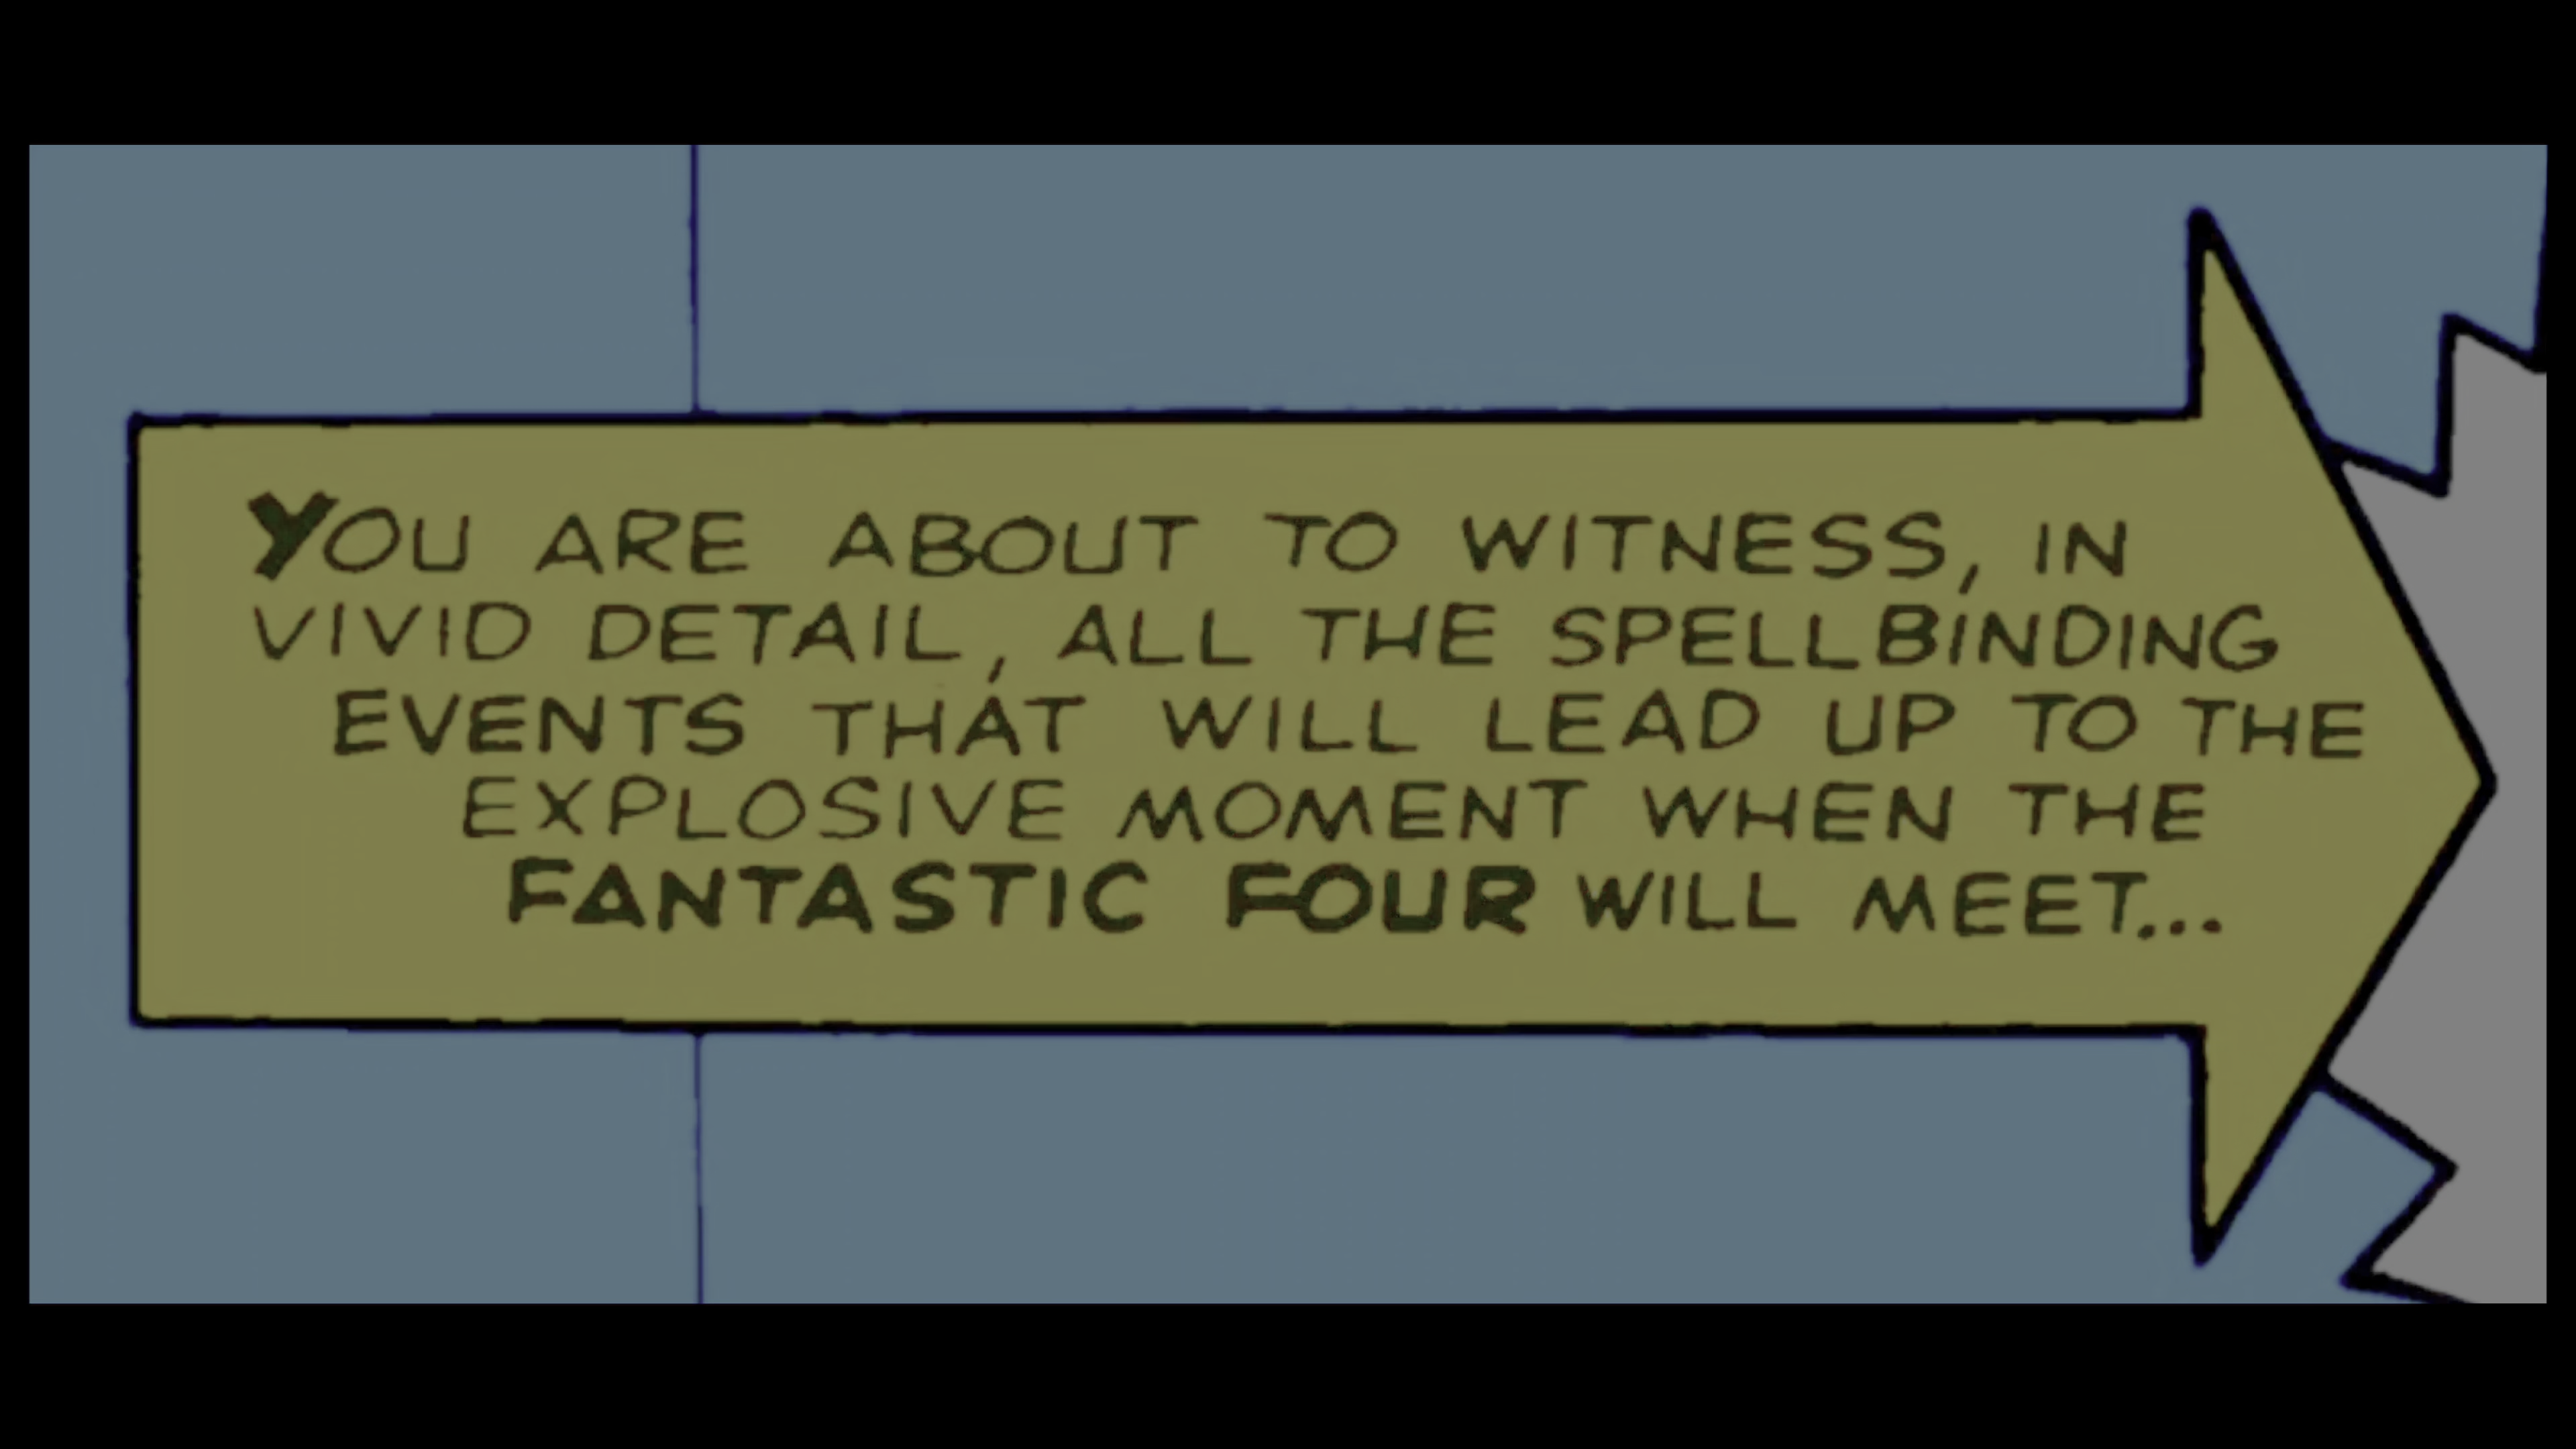 YOU ARE ABOUT TO WITNESS, IN
VIVID DETAIL, ALL THE SPELLBINDING
EVENTS THAT WILL LEAD UP TO THE
EXPLOSIVE MOMENT WHEN THE
FANTASTIC FOUR WILL MEET...